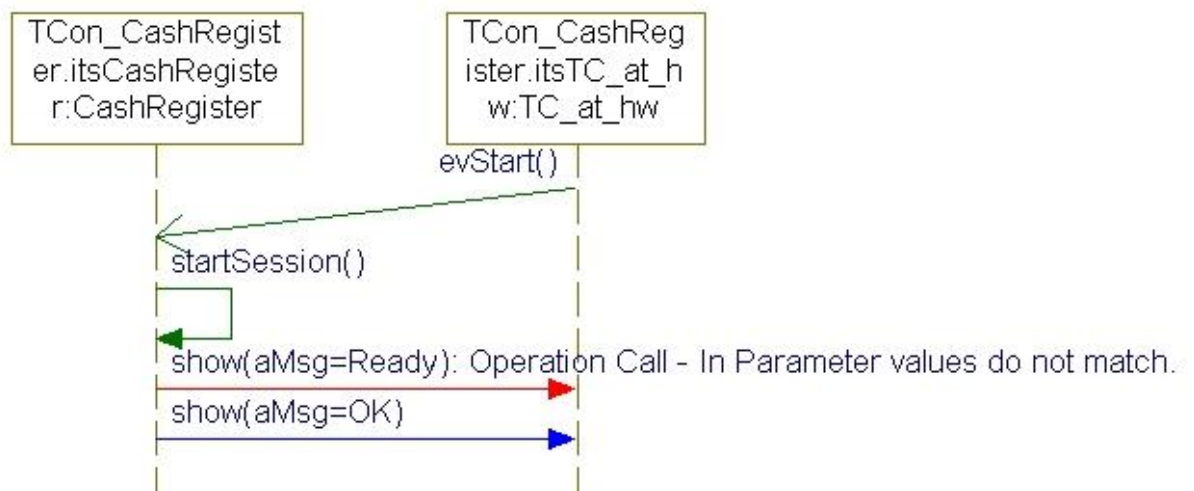 TCon_CashRegist
er.itsCashRegiste
r:CashRegister
TCon_CashReg
ister.itsTC_at_h
w:TC_at_hw
evStart()
startSession()
show(aMsg=Ready): Operation Call - In Parameter values do not match.
show(aMsg=OK)